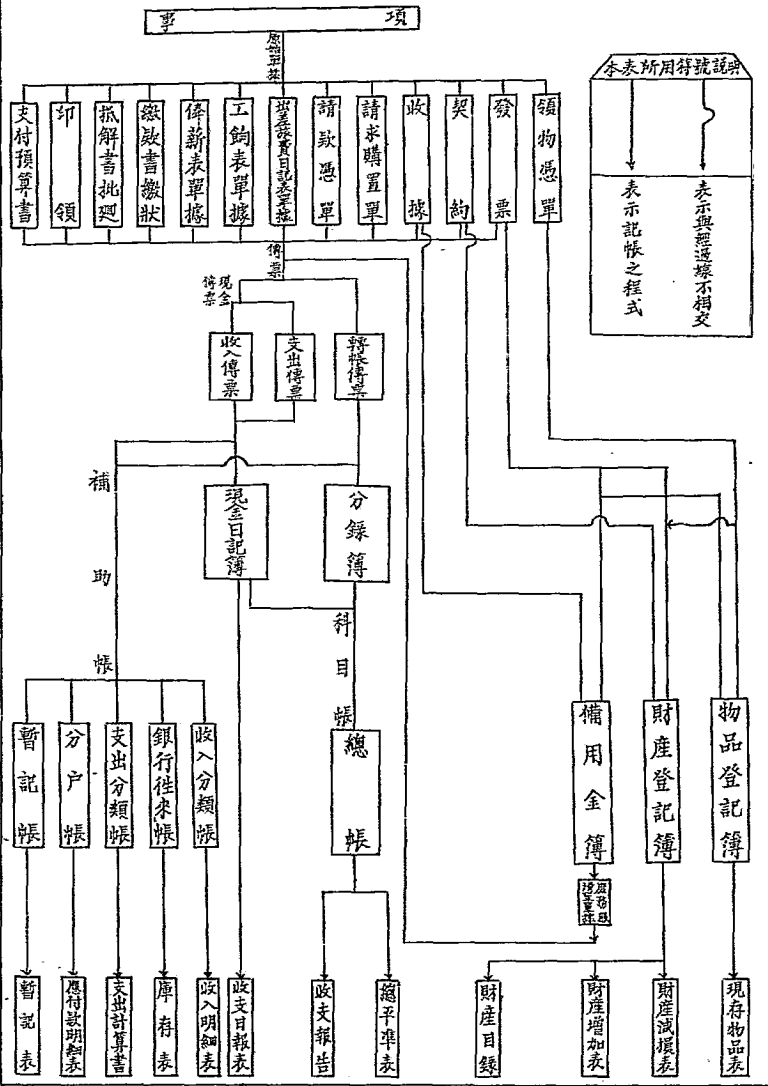 事項
原始單據
本表所用符號說明
表示與經過線不相交
表示記帳之程式
領物憑單
發票
契約
收據
請求購置單
請款憑單
出差旅費日記表單據
工餉表單據
俸薪表單據
繳款書繳狀
抵解書批廻
印領
支付預算書
傳票
現金傳票
轉帳傳票
支出傳票
收入傳票
分錄簿
現金日記簿
補助帳
科目帳
物品登記簿
財產登記簿
備用金簿
總帳
收入分類帳
銀行往來帳
支出分類帳
分户帳
暫記帳
現存物品表
財產減損表
財產增加表
財產目錄
總平準表
收支報告
收支日報表
收入明細表
庫存表
支出計算書
應付款明細表
暫記表